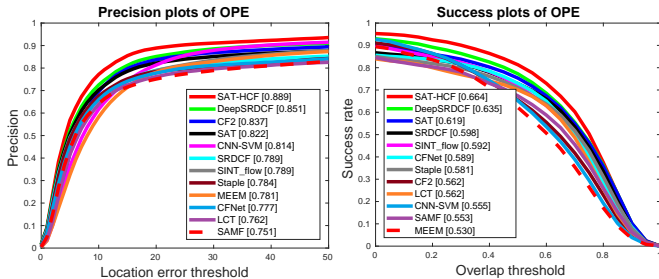 Precision plots of OPE
1
0.9
0.8
0.7
0.6
0.5
0.4
0.3
0.2
0.1
0
Precision
SAT-HCF [0.889]
DeepSRDCF [0.851]
CF2 [0.837]
SAT [0.822]
CNN-SVM [0.814]
SRDCF [0.789]
SINT_flow [0.789]
Staple [0.784]
MEEM [0.781]
CFNet [0.777]
LCT [0.762]
SAMF [0.751]
0 10 20 30 40 50
Location error threshold
Success plots of OPE
1
0.9
0.8
0.7
0.6
0.5
0.4
0.3
0.2
0.1
0
Success rate
SAT-HCF [0.664]
DeepSRDCF [0.635]
SAT [0.619]
SRDCF [0.598]
SINT_flow [0.592]
CFNet [0.589]
Staple [0.581]
CF2 [0.562]
LCT [0.562]
CNN-SVM [0.555]
SAMF [0.553]
MEEM [0.530]
0 0.2 0.4 0.6 0.8 1
Overlap threshold